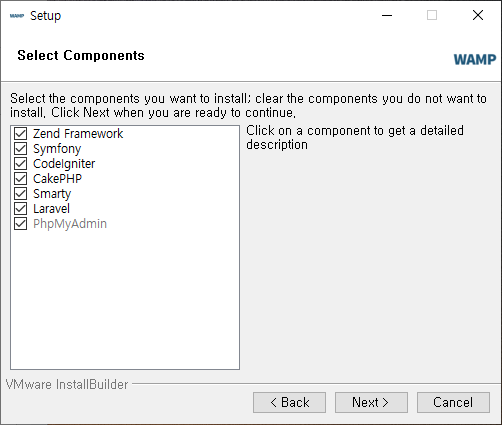 WAMP Setup
Select Components
WAMP
Select the components you want to install; clear the components you do not want to
install. Click Next when you are ready to continue.
Zend Framework
Symfony
CodeIgniter
CakePHP
Smarty
Laravel
PhpMyAdmin
Click on a component to get a detailed
description
VMware InstallBuilder
< Back
Next >
Cancel